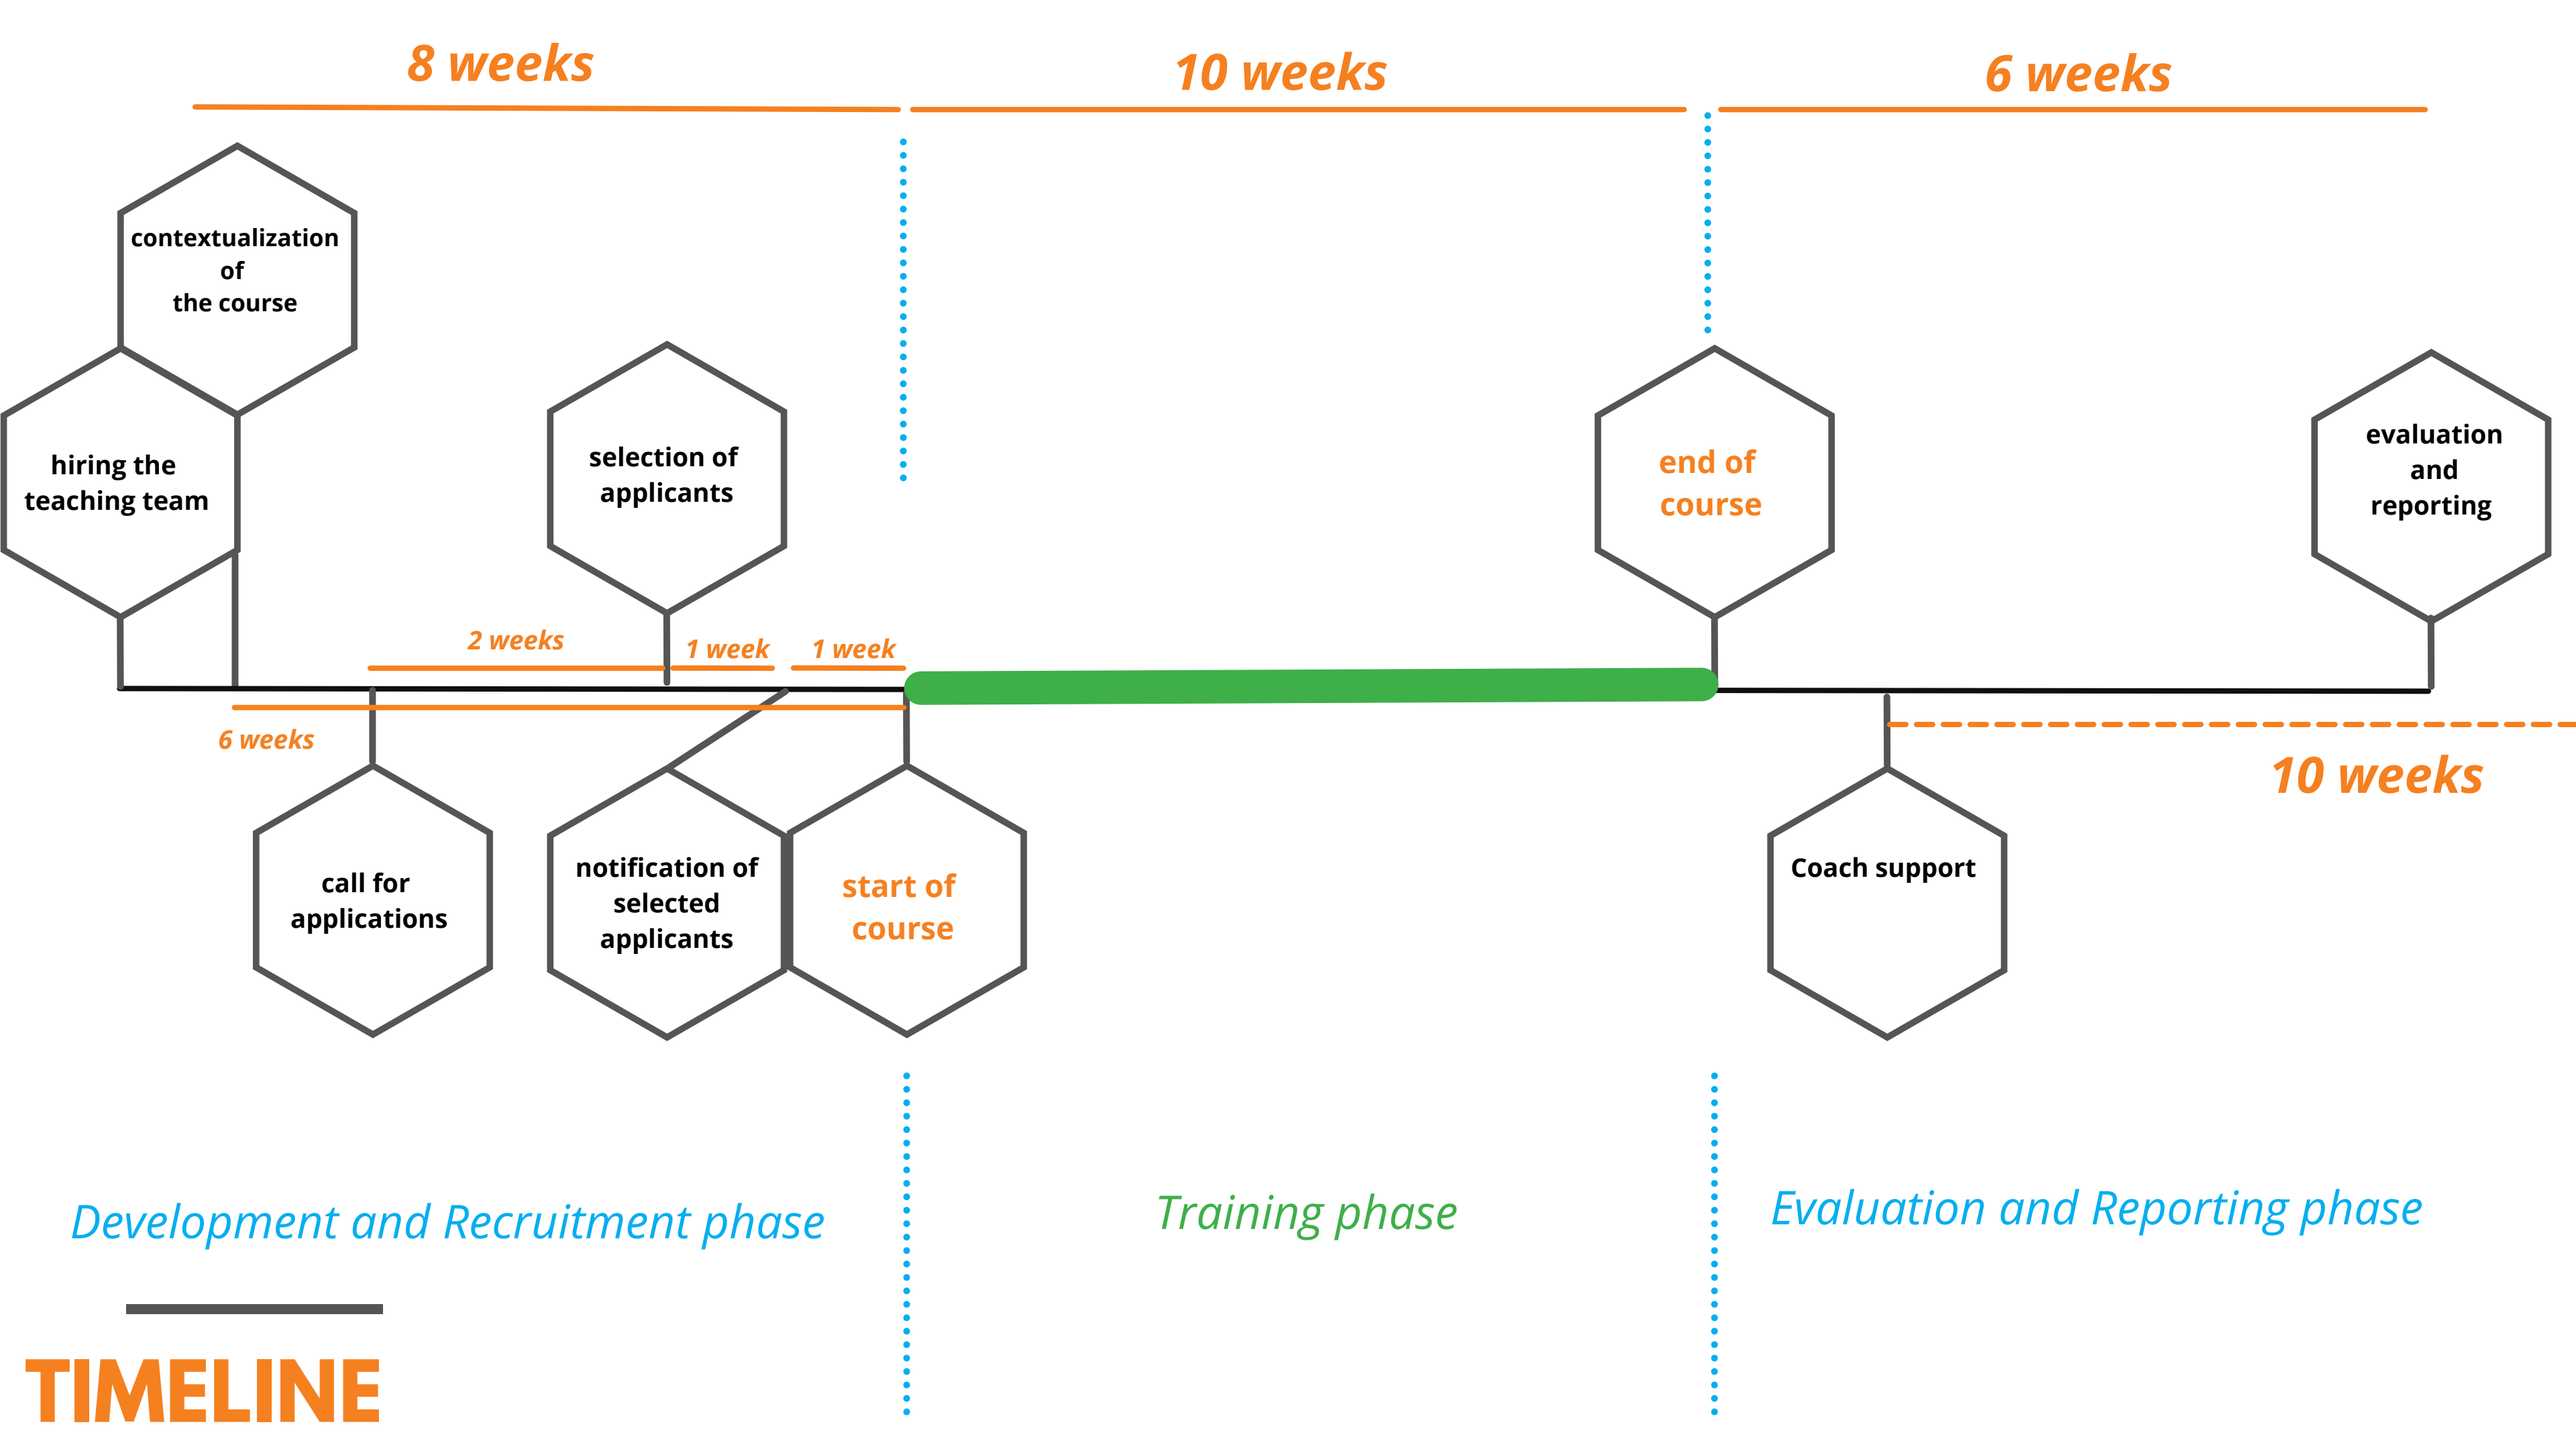 8 weeks
10 weeks
6 weeks
contextualization
of
the course
hiring the
teaching team
selection of
applicants
end of
course
evaluation
and
reporting
2 weeks
1 week
1 week
6 weeks
10 weeks
call for
applications
notification of
selected
applicants
start of
course
Coach support
Development and Recruitment phase
Training phase
Evaluation and Reporting phase
TIMELINE